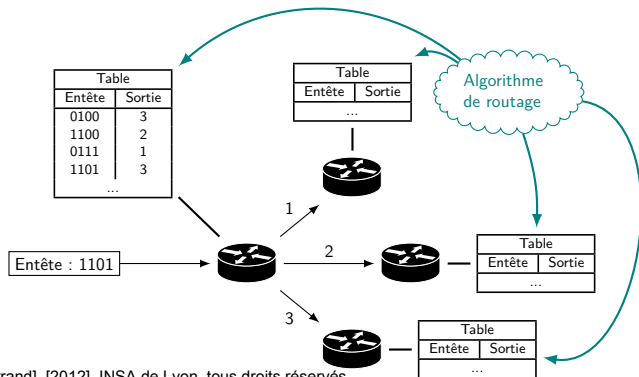 Table
Entête Sortie
0100 3
1100 2
0111 1
1101 3
...
Table
Entête Sortie
...
Algorithme
de routage
1
Entête : 1101
2
Table
Entête Sortie
...
3
Table
Entête Sortie
...
[2012], INSA de Lyon, tous droits réservés